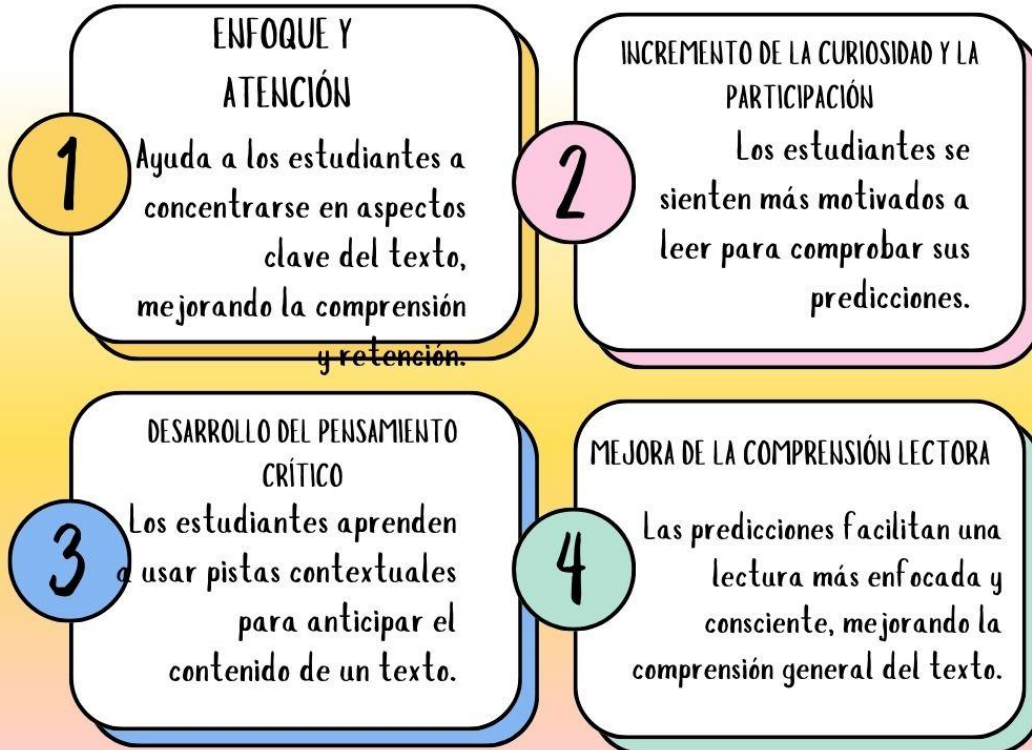 1
ENFOQUE Y
ATENCIÓN
Ayuda a los estudiantes a
concentrarse en aspectos
clave del texto,
mejorando la comprensión
y retención.
2
INCREMENTO DE LA CURIOSIDAD Y LA
PARTICIPACIÓN
Los estudiantes se
sienten más motivados a
leer para comprobar sus
predicciones.
3
DESARROLLO DEL PENSAMIENTO
CRÍTICO
Los estudiantes aprenden
a usar pistas contextuales
para anticipar el
contenido de un texto.
4
MEJORA DE LA COMPRENSIÓN LECTORA
Las predicciones facilitan una
lectura más enfocada y
consciente, mejorando la
comprensión general del texto.